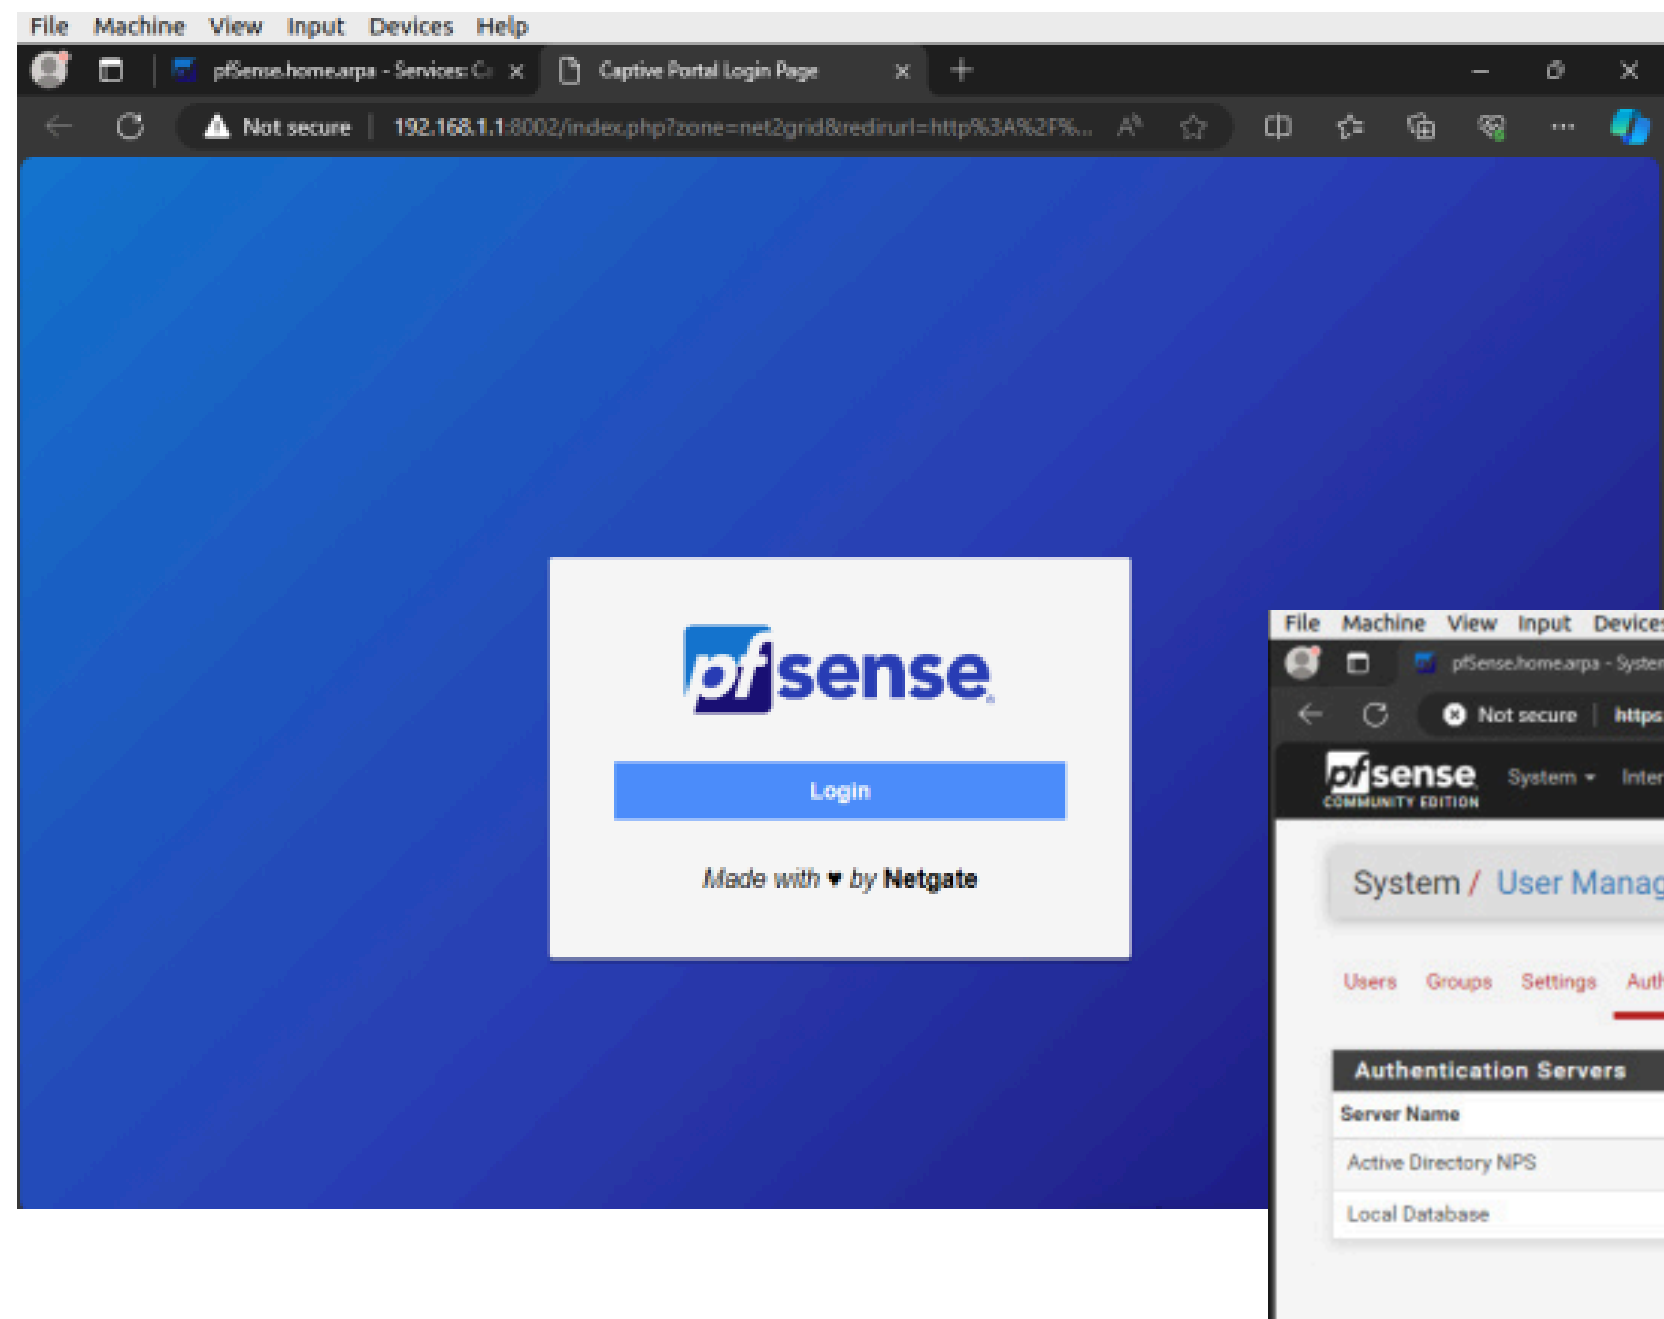 File Machine View Input Devices Help
pfSense.home.arpa - Services: Ca
Captive Portal Login Page
Not secure 192.168.1.1:8002/index.php?zone=net2grid&redirurl=http%3A%2F%...
pfsense
Login
Made with ♥ by Netgate
File Machine View Input Devices
pfSense.home.arpa - System
Not secure https:
pfsense
COMMUNITY EDITION
System Inter
System / User Manag
Users Groups Settings Auth
Authentication Servers
Server Name
Active Directory NPS
Local Database